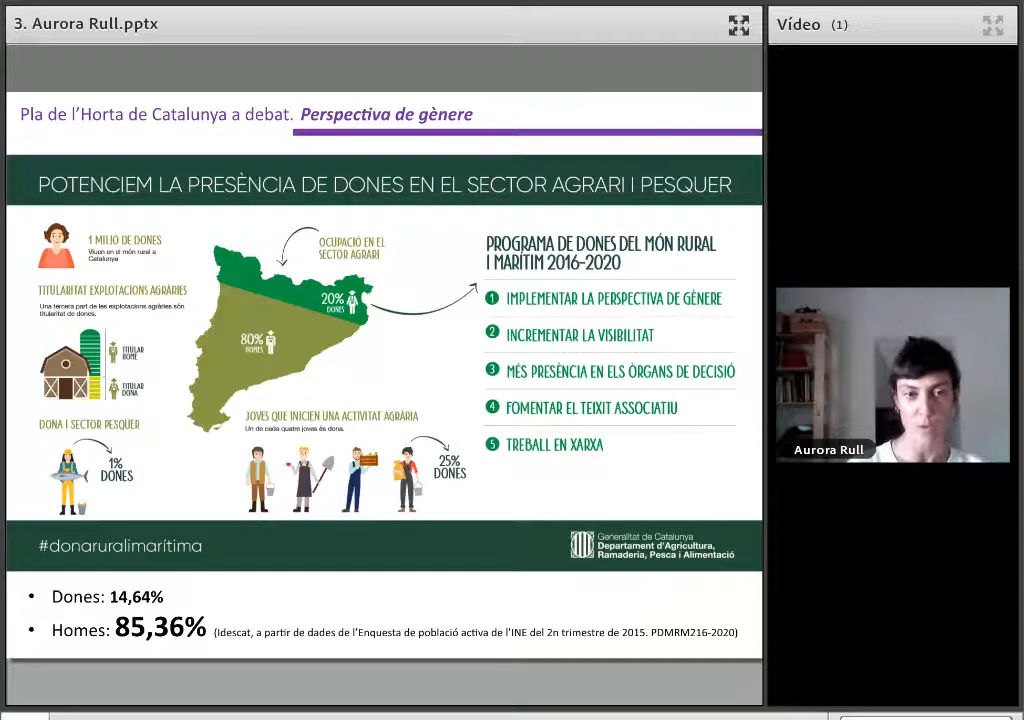 3. Aurora Rull.pptx
Vídeo (1)
Pla de l'Horta de Catalunya a debat. Perspectiva de gènere
POTENCIEM LA PRESÈNCIA DE DONES EN EL SECTOR AGRARI I PESQUER
1 MILIÓ DE DONES
Viuen en el món rural a
Catalunya
TITULARITAT EXPLOTACIONS AGRÀRIES
Una tercera part de les explotacions agràries són
titularitat de dones.
TITULAR
HOME
TITULAR
DONA
DONA I SECTOR PESQUER
1%
DONES
OCUPACIÓ EN EL
SECTOR AGRARI
20%
DONES
80%
HOMES
JOVES QUE INICIEN UNA ACTIVITAT AGRÀRIA
Un de cada quatre joves és dona.
25%
DONES
PROGRAMA DE DONES DEL MÓN RURAL
I MARÍTIM 2016-2020
1 IMPLEMENTAR LA PERSPECTIVA DE GÈNERE
2 INCREMENTAR LA VISIBILITAT
3 MÉS PRESÈNCIA EN ELS ÒRGANS DE DECISIÓ
4 FOMENTAR EL TEIXIT ASSOCIATIU
5 TREBALL EN XARXA
#donaruralimarítima
Generalitat de Catalunya
Departament d'Agricultura,
Ramaderia, Pesca i Alimentació
• Dones: 14,64%
• Homes: 85,36% (Idescat, a partir de dades de l'Enquesta de població activa de l'INE del 2n trimestre de 2015. PDMRM216-2020)
Aurora Rull